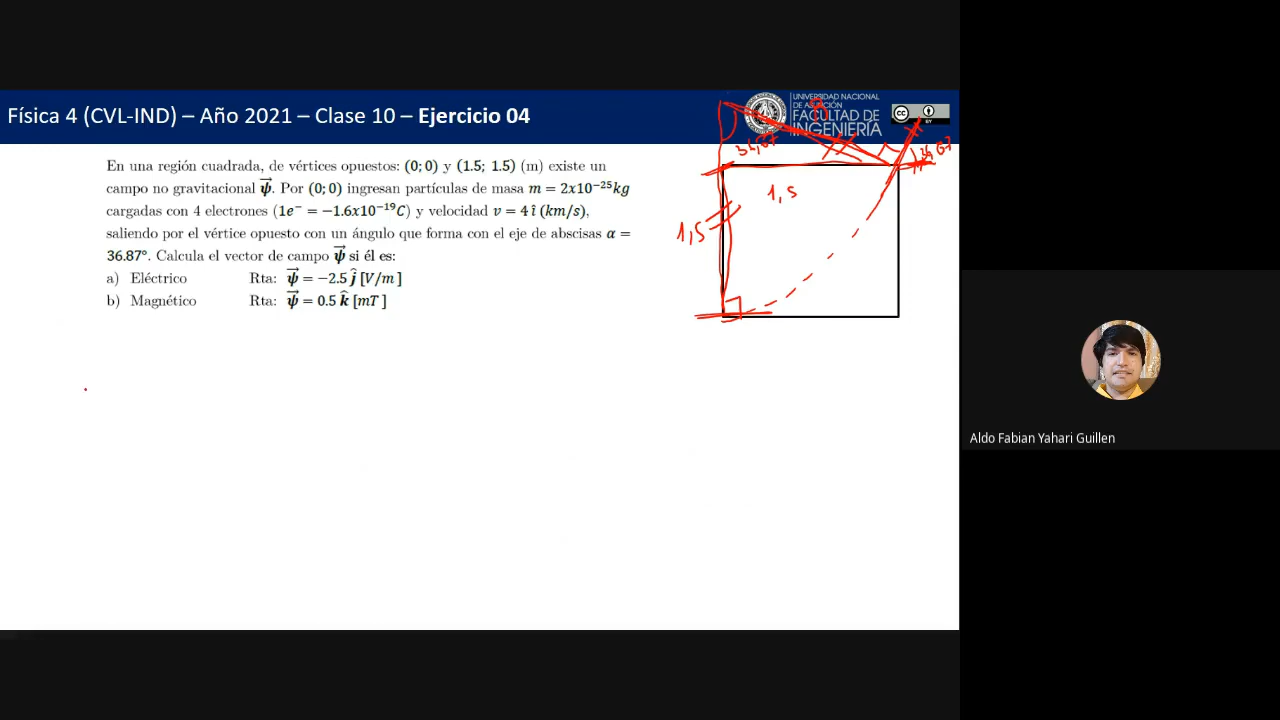 Física 4 (CVL-IND) – Año 2021 – Clase 10 – Ejercicio 04
UNIVERSIDAD NACIONAL
DE ASUNCIÓN
FACULTAD DE
INGENIERÍA
CC BY
En una región cuadrada, de vértices opuestos: (0; 0) y (1.5; 1.5) (m) existe un
campo no gravitacional ψ⃗. Por (0; 0) ingresan partículas de masa m = 2x10⁻²⁵kg
cargadas con 4 electrones (1e⁻ = −1.6x10⁻¹⁹C) y velocidad v = 4 î (km/s),
saliendo por el vértice opuesto con un ángulo que forma con el eje de abscisas α =
36.87°. Calcula el vector de campo ψ⃗ si él es:
a) Eléctrico Rta: ψ⃗ = −2.5 ĵ [V/m]
b) Magnético Rta: ψ⃗ = 0.5 k̂ [mT]
1,5
1,5
Aldo Fabian Yahari Guillen